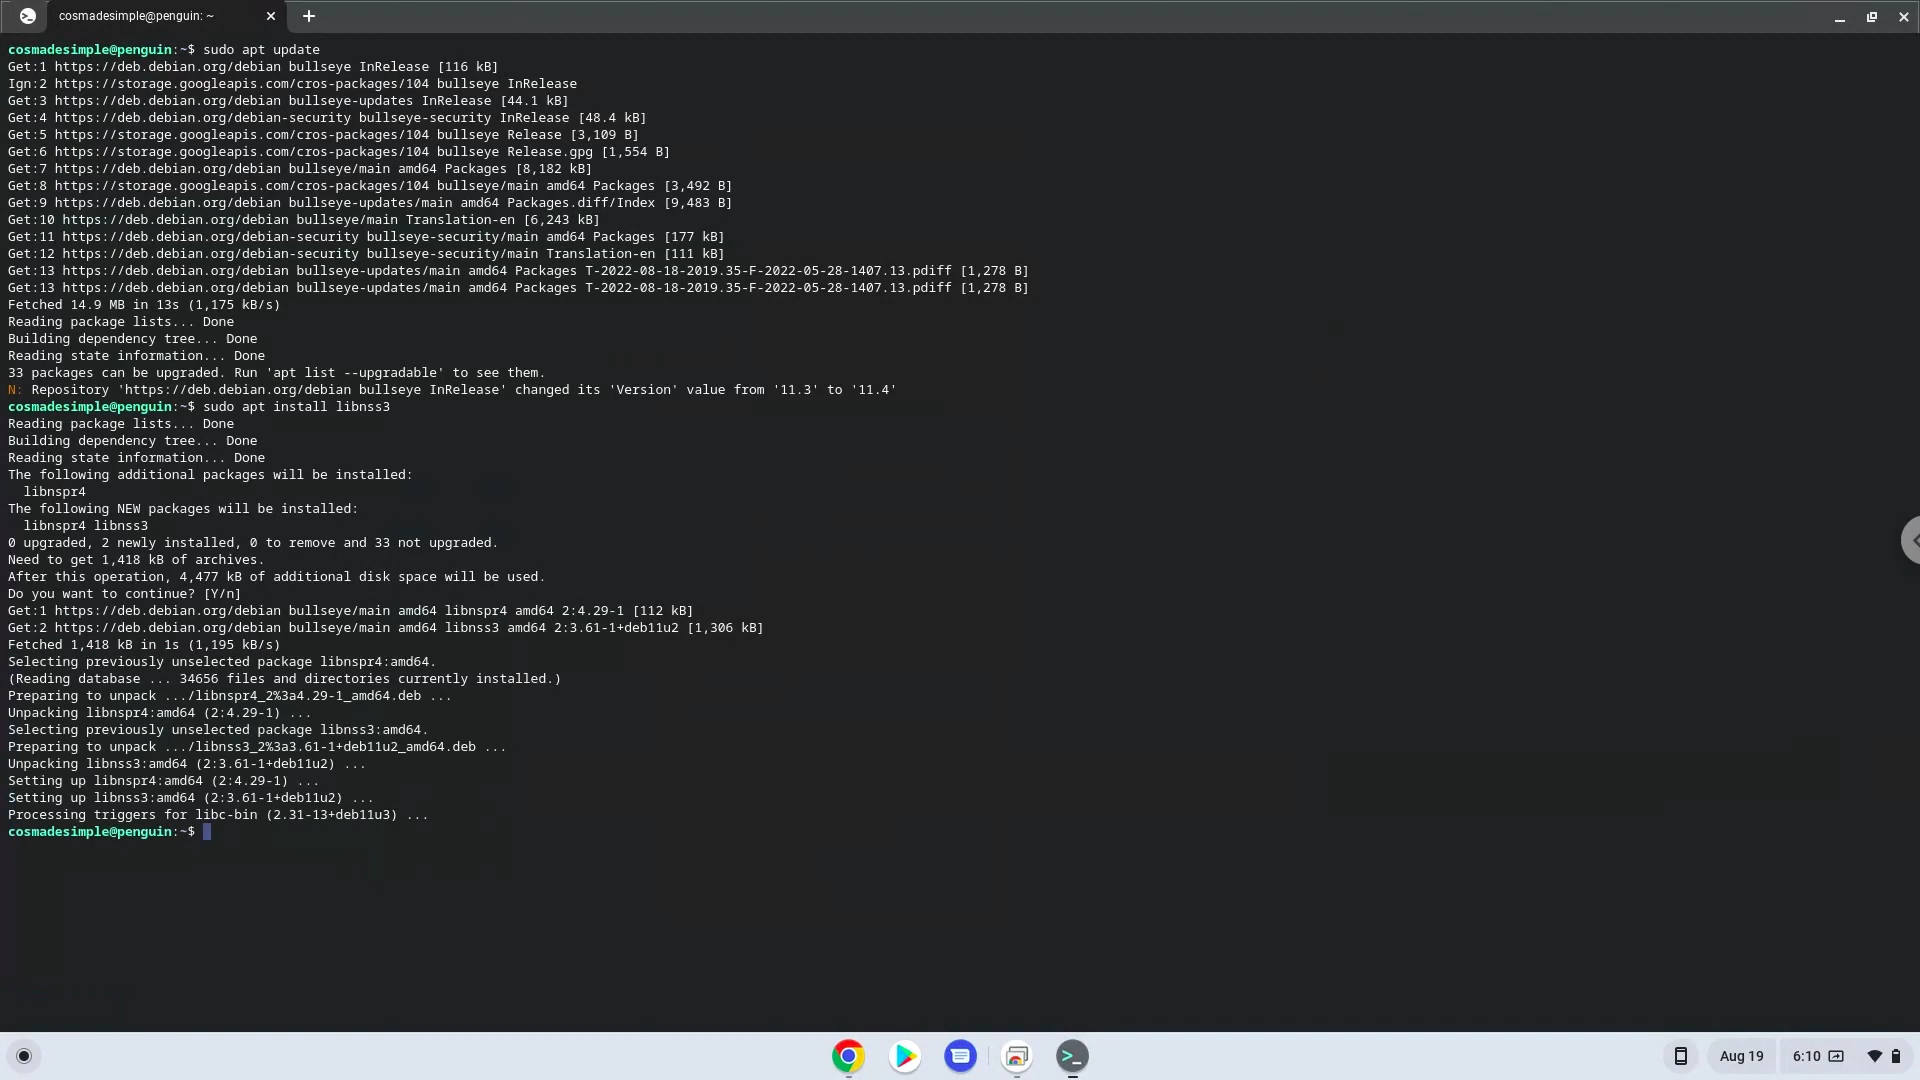 cosmadesimple@penguin: ~
cosmadesimple@penguin:~$ sudo apt update
Get:1 https://deb.debian.org/debian bullseye InRelease [116 kB]
Ign:2 https://storage.googleapis.com/cros-packages/104 bullseye InRelease
Get:3 https://deb.debian.org/debian bullseye-updates InRelease [44.1 kB]
Get:4 https://deb.debian.org/debian-security bullseye-security InRelease [48.4 kB]
Get:5 https://storage.googleapis.com/cros-packages/104 bullseye Release [3,109 B]
Get:6 https://storage.googleapis.com/cros-packages/104 bullseye Release.gpg [1,554 B]
Get:7 https://deb.debian.org/debian bullseye/main amd64 Packages [8,182 kB]
Get:8 https://storage.googleapis.com/cros-packages/104 bullseye/main amd64 Packages [3,492 B]
Get:9 https://deb.debian.org/debian bullseye-updates/main amd64 Packages.diff/Index [9,483 B]
Get:10 https://deb.debian.org/debian bullseye/main Translation-en [6,243 kB]
Get:11 https://deb.debian.org/debian-security bullseye-security/main amd64 Packages [177 kB]
Get:12 https://deb.debian.org/debian-security bullseye-security/main Translation-en [111 kB]
Get:13 https://deb.debian.org/debian bullseye-updates/main amd64 Packages T-2022-08-18-2019.35-F-2022-05-28-1407.13.pdiff [1,278 B]
Get:13 https://deb.debian.org/debian bullseye-updates/main amd64 Packages T-2022-08-18-2019.35-F-2022-05-28-1407.13.pdiff [1,278 B]
Fetched 14.9 MB in 13s (1,175 kB/s)
Reading package lists... Done
Building dependency tree... Done
Reading state information... Done
33 packages can be upgraded. Run 'apt list --upgradable' to see them.
N: Repository 'https://deb.debian.org/debian bullseye InRelease' changed its 'Version' value from '11.3' to '11.4'
cosmadesimple@penguin:~$ sudo apt install libnss3
Reading package lists... Done
Building dependency tree... Done
Reading state information... Done
The following additional packages will be installed:
  libnspr4
The following NEW packages will be installed:
  libnspr4 libnss3
0 upgraded, 2 newly installed, 0 to remove and 33 not upgraded.
Need to get 1,418 kB of archives.
After this operation, 4,477 kB of additional disk space will be used.
Do you want to continue? [Y/n]
Get:1 https://deb.debian.org/debian bullseye/main amd64 libnspr4 amd64 2:4.29-1 [112 kB]
Get:2 https://deb.debian.org/debian bullseye/main amd64 libnss3 amd64 2:3.61-1+deb11u2 [1,306 kB]
Fetched 1,418 kB in 1s (1,195 kB/s)
Selecting previously unselected package libnspr4:amd64.
(Reading database ... 34656 files and directories currently installed.)
Preparing to unpack .../libnspr4_2%3a4.29-1_amd64.deb ...
Unpacking libnspr4:amd64 (2:4.29-1) ...
Selecting previously unselected package libnss3:amd64.
Preparing to unpack .../libnss3_2%3a3.61-1+deb11u2_amd64.deb ...
Unpacking libnss3:amd64 (2:3.61-1+deb11u2) ...
Setting up libnspr4:amd64 (2:4.29-1) ...
Setting up libnss3:amd64 (2:3.61-1+deb11u2) ...
Processing triggers for libc-bin (2.31-13+deb11u3) ...
cosmadesimple@penguin:~$
Aug 19
6:10